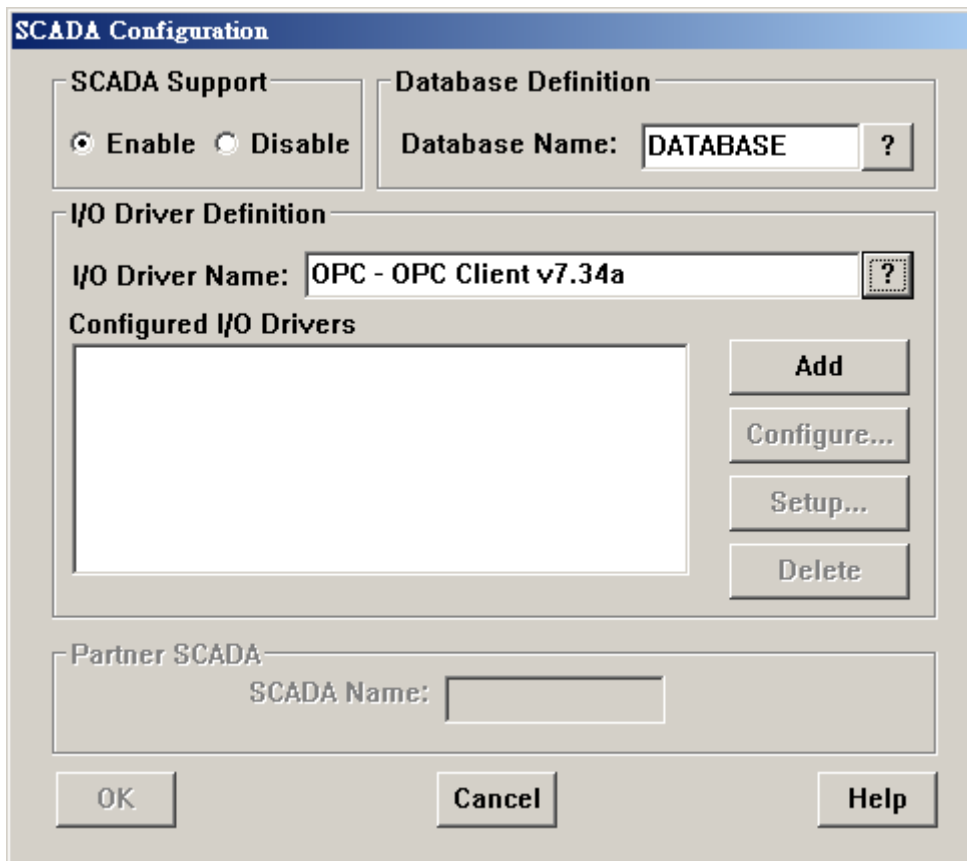 SCADA Configuration
SCADA Support
Enable Disable
Database Definition
Database Name: DATABASE ?
I/O Driver Definition
I/O Driver Name: OPC - OPC Client v7.34a ?
Configured I/O Drivers
Add
Configure...
Setup...
Delete
Partner SCADA
SCADA Name:
OK Cancel Help